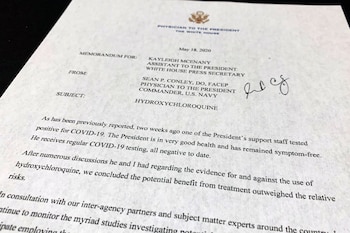 PHYSICIAN TO THE PRESIDENT
THE WHITE HOUSE
May 18, 2020
MEMORANDUM FOR: KAYLEIGH MCENANY
ASSISTANT TO THE PRESIDENT
WHITE HOUSE PRESS SECRETARY
FROM SEAN P. CONLEY, DO, FACEP
PHYSICIAN TO THE PRESIDENT
COMMANDER, U.S. NAVY
SUBJECT: HYDROXYCHLOROQUINE
As has been previously reported, two weeks ago one of the President's support staff tested
positive for COVID-19. The President is in very good health and has remained symptom-free.
He receives regular COVID-19 testing, all negative to date.
After numerous discussions he and I had regarding the evidence for and against the use of
hydroxychloroquine, we concluded the potential benefit from treatment outweighed the relative
risks.
In consultation with our inter-agency partners and subject matter experts around the country
to monitor the myriad studies investigating
employing the